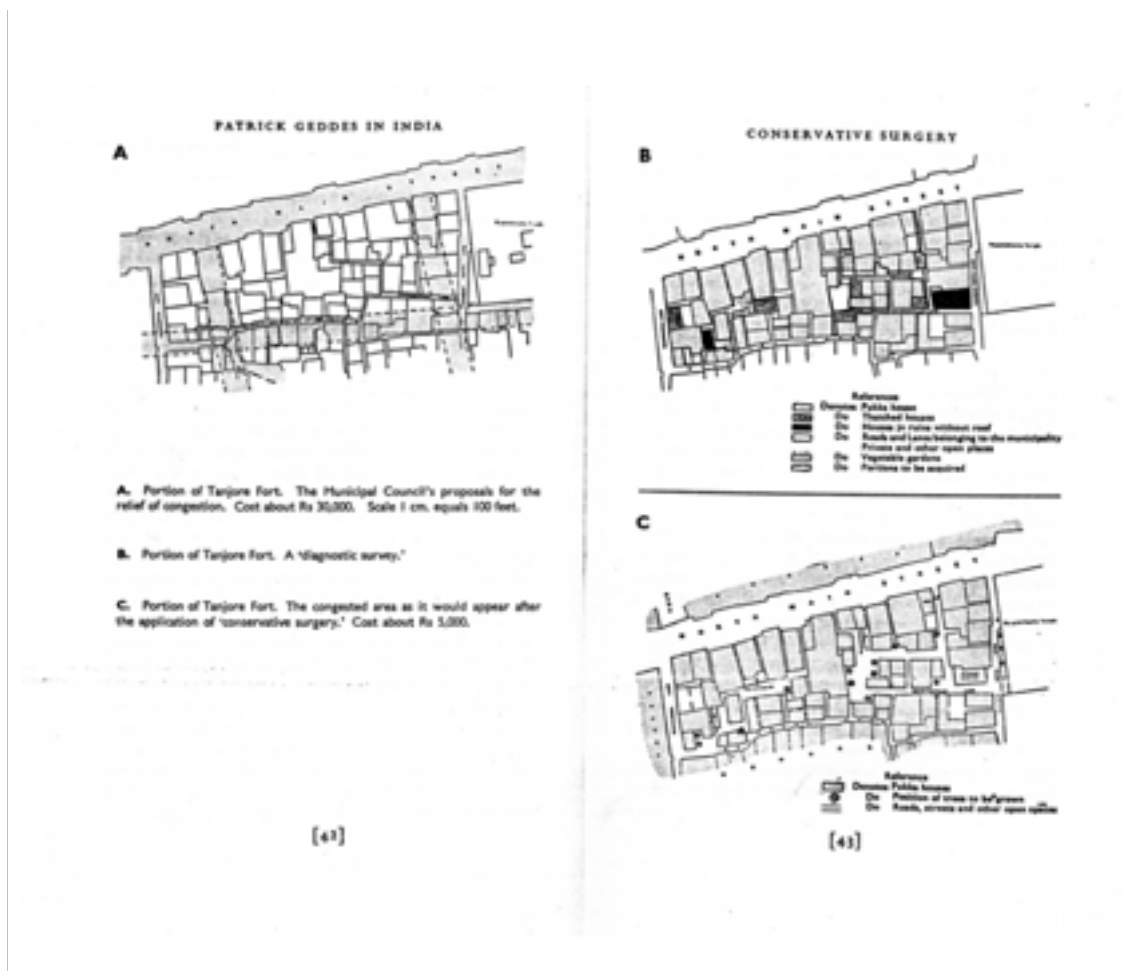 PATRICK GEDDES IN INDIA
A
A. Portion of Tanjore Fort. The Municipal Council's proposals for the
relief of congestion. Cost about Rs 30,000. Scale 1 cm. equals 100 feet.
B. Portion of Tanjore Fort. A 'diagnostic survey.'
C. Portion of Tanjore Fort. The congested area as it would appear after
the application of 'conservative surgery.' Cost about Rs 5,000.
CONSERVATIVE SURGERY
B
References
Denotes Pukka house
Do Thatched houses
Do Houses in ruins without roof
Do Roads and Lanes belonging to the municipality
Private and other open places
Do Vegetable gardens
Do Portions to be acquired
C
Reference
Denotes Pukka houses
Do Position of trees to be grown
Do Roads, streets and other open spaces
[43]